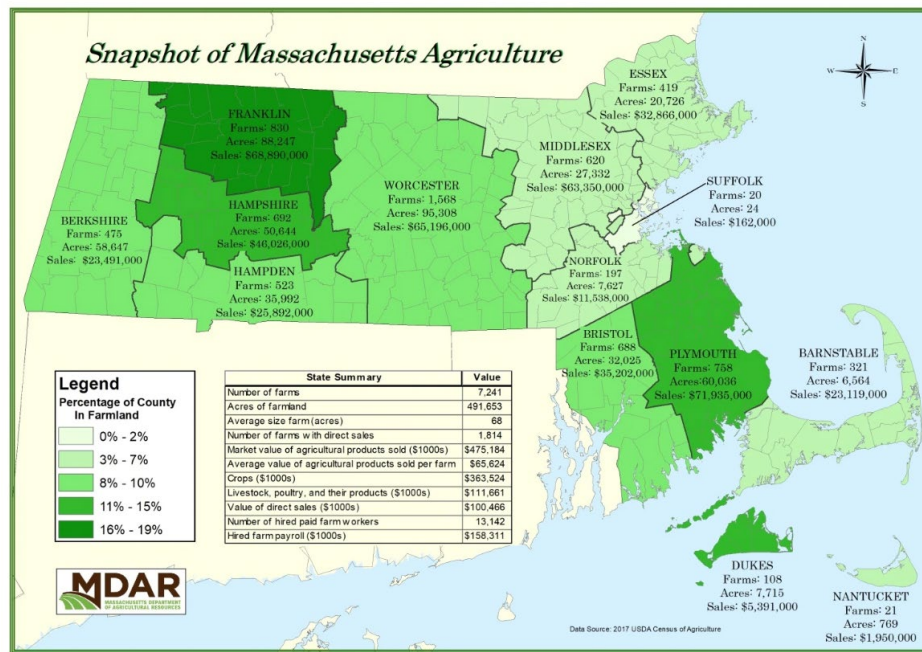 Snapshot of Massachusetts Agriculture
N
W
E
S
ESSEX
Farms: 419
Acres: 20,726
Sales: $32,866,000
FRANKLIN
Farms: 830
Acres: 88,247
Sales: $68,890,000
MIDDLESEX
Farms: 620
Acres: 27,332
Sales: $63,350,000
WORCESTER
Farms: 1,568
Acres: 95,308
Sales: $65,196,000
SUFFOLK
Farms: 20
Acres: 24
Sales: $162,000
HAMPSHIRE
Farms: 692
Acres: 50,644
Sales: $46,026,000
BERKSHIRE
Farms: 475
Acres: 58,647
Sales: $23,491,000
HAMPDEN
Farms: 523
Acres: 35,992
Sales: $25,892,000
NORFOLK
Farms: 197
Acres: 7,627
Sales: $11,538,000
BRISTOL
Farms: 688
Acres: 32,025
Sales: $35,202,000
PLYMOUTH
Farms: 758
Acres:60,036
Sales: $71,935,000
BARNSTABLE
Farms: 321
Acres: 6,564
Sales: $23,119,000
Legend
Percentage of County
In Farmland
0% - 2%
3% - 7%
8% - 10%
11% - 15%
16% - 19%
State Summary Value
Number of farms 7,241
Acres of farmland 491,653
Average size farm (acres) 68
Number of farms with direct sales 1,814
Market value of agricultural products sold ($1000s) $475,184
Average value of agricultural products sold per farm $65,624
Crops ($1000s) $363,524
Livestock, poultry, and their products ($1000s) $111,661
Value of direct sales ($1000s) $100,466
Number of hired paid farm workers 13,142
Hired farm payroll ($1000s) $158,311
DUKES
Farms: 108
Acres: 7,715
Sales: $5,391,000
NANTUCKET
Farms: 21
Acres: 769
Sales: $1,950,000
MDAR
MASSACHUSETTS DEPARTMENT
OF AGRICULTURAL RESOURCES
Data Source: 2017 USDA Census of Agriculture